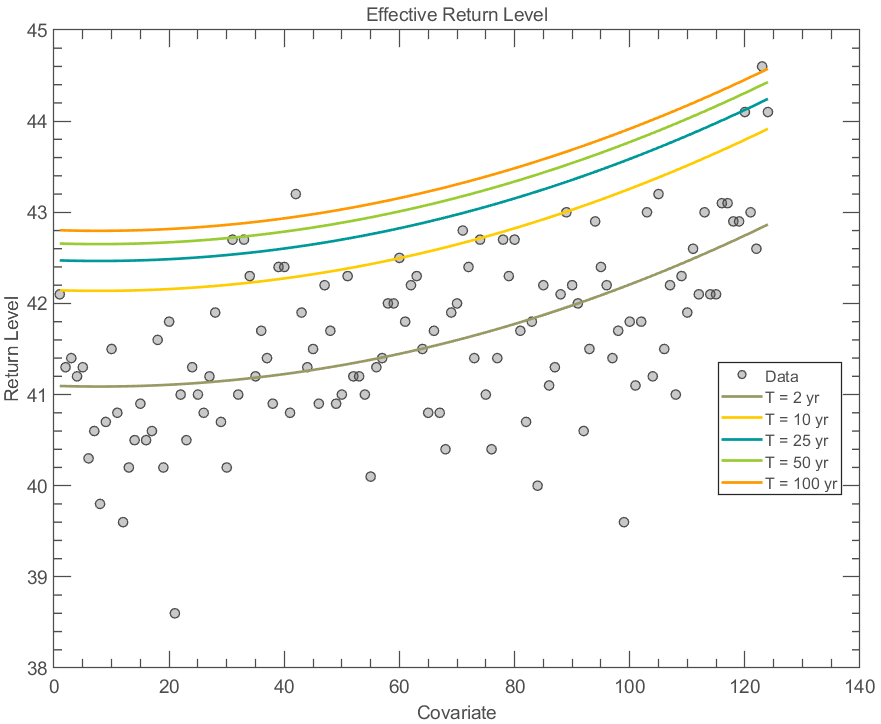 Effective Return Level
45
44
43
42
41
40
39
38
Return Level
0 20 40 60 80 100 120 140
Covariate
Data
T = 2 yr
T = 10 yr
T = 25 yr
T = 50 yr
T = 100 yr